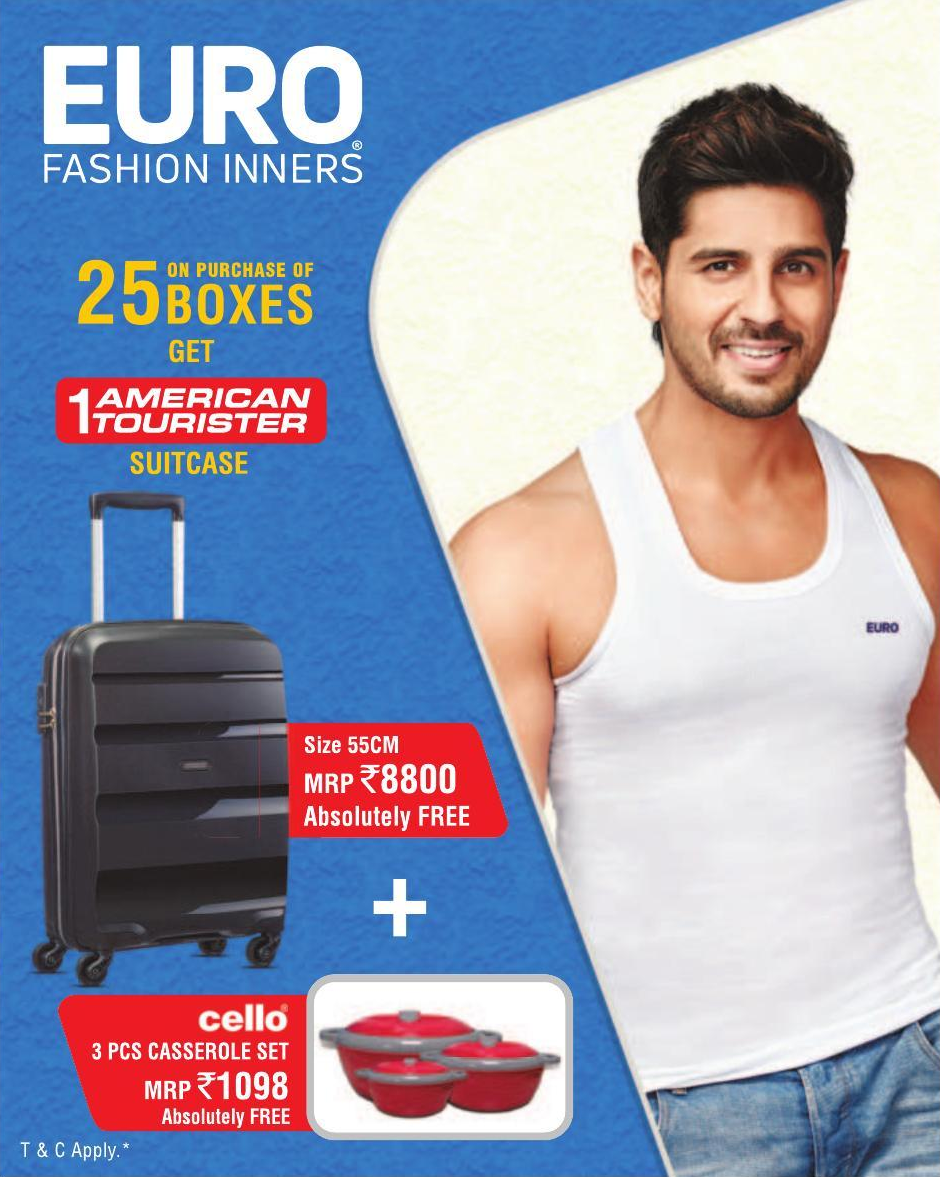 EURO®
FASHION INNERS
ON PURCHASE OF
25 BOXES
GET
1 AMERICAN
TOURISTER
SUITCASE
Size 55CM
MRP ₹8800
Absolutely FREE
+
cello®
3 PCS CASSEROLE SET
MRP ₹1098
Absolutely FREE
T & C Apply.*
EURO